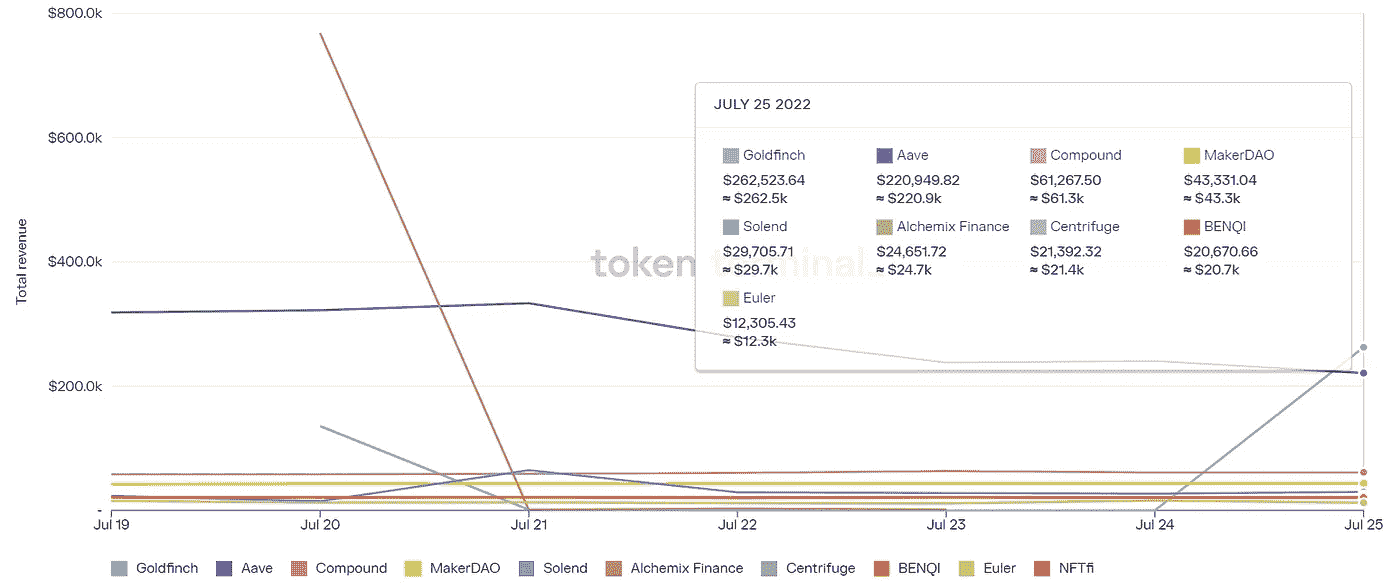 $800.0k
$600.0k
$400.0k
$200.0k
-
Total revenue
token terminal
JULY 25 2022
Goldfinch Aave Compound MakerDAO
$262,523.64 $220,949.82 $61,267.50 $43,331.04
≈ $262.5k ≈ $220.9k ≈ $61.3k ≈ $43.3k
Solend Alchemix Finance Centrifuge BENQI
$29,705.71 $24,651.72 $21,392.32 $20,670.66
≈ $29.7k ≈ $24.7k ≈ $21.4k ≈ $20.7k
Euler
$12,305.43
≈ $12.3k
Jul 19 Jul 20 Jul 21 Jul 22 Jul 23 Jul 24 Jul 25
Goldfinch Aave Compound MakerDAO Solend Alchemix Finance Centrifuge BENQI Euler NFTfi